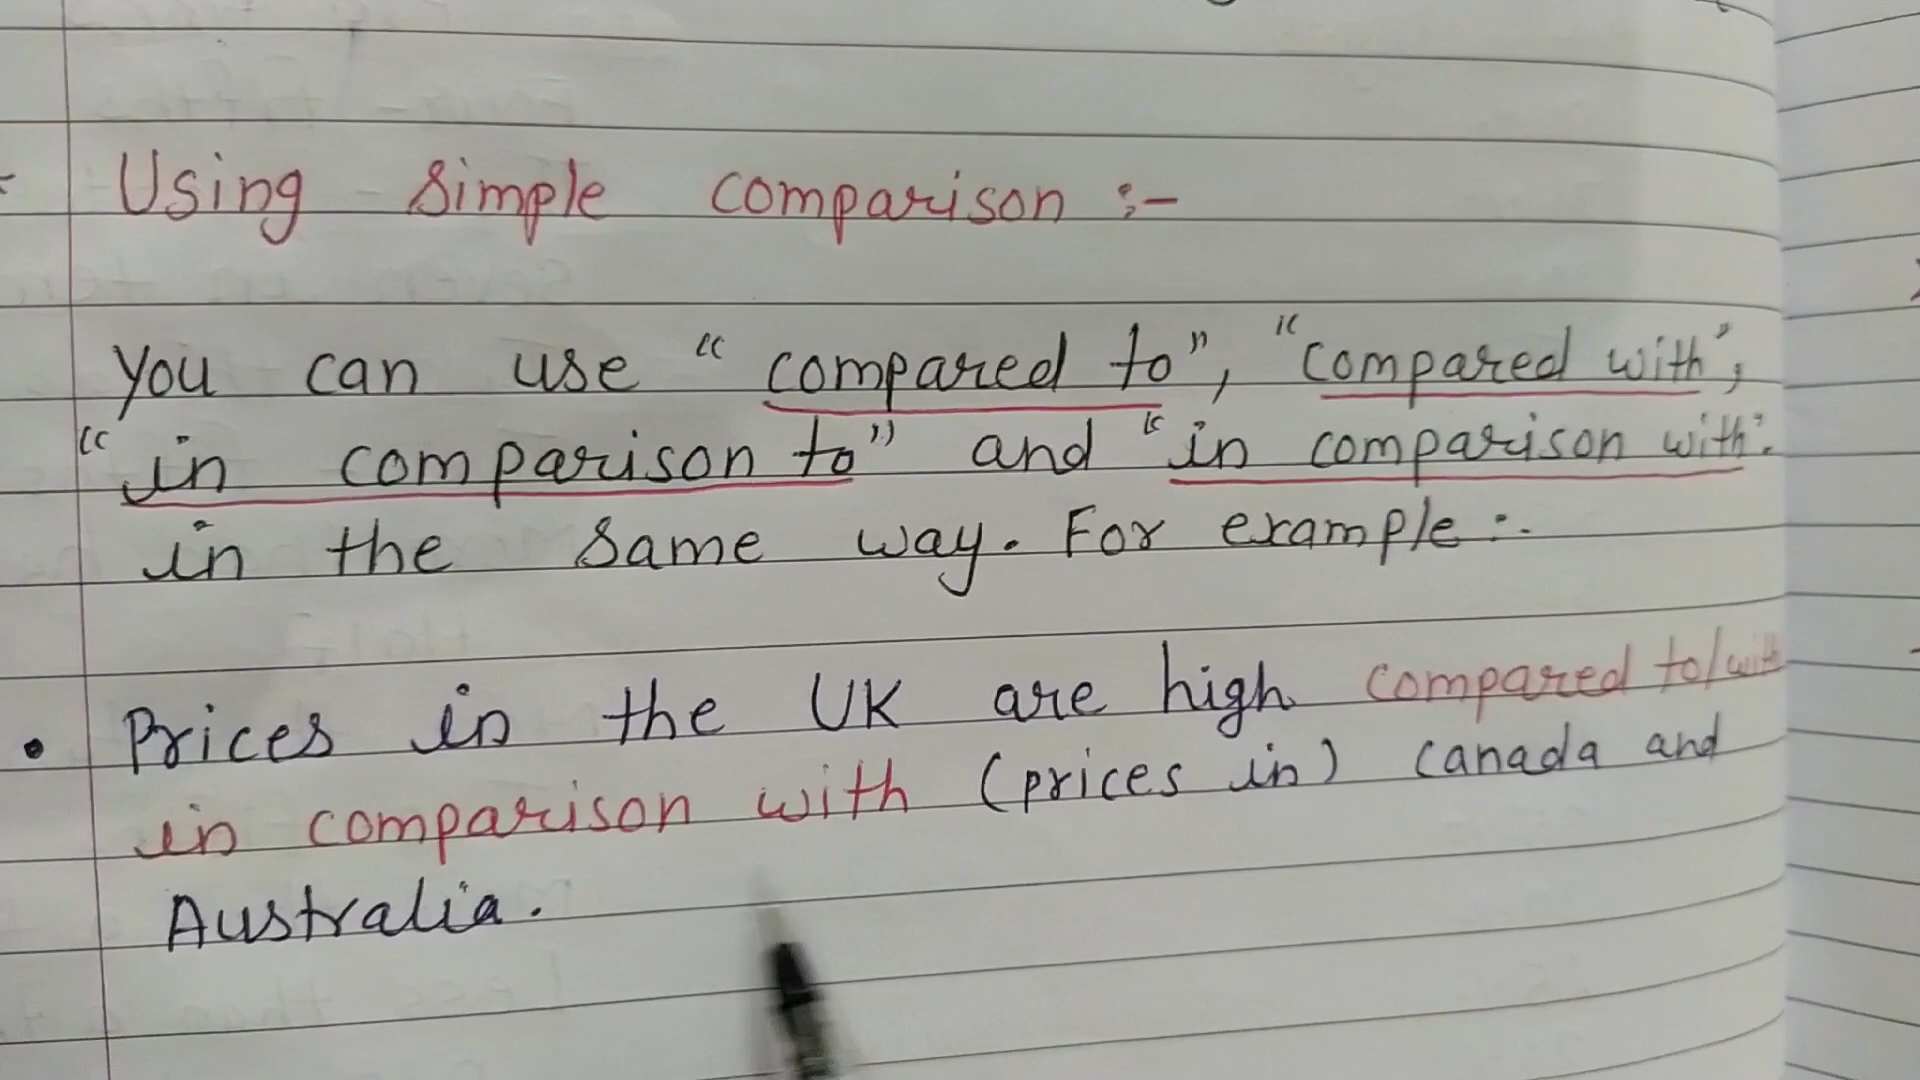 Using simple comparison :-
You can use "compared to", "compared with",
"in comparison to" and "in comparison with".
in the same way. For example :-
• Prices in the UK are high compared to/with
in comparison with (prices in) Canada and
Australia.